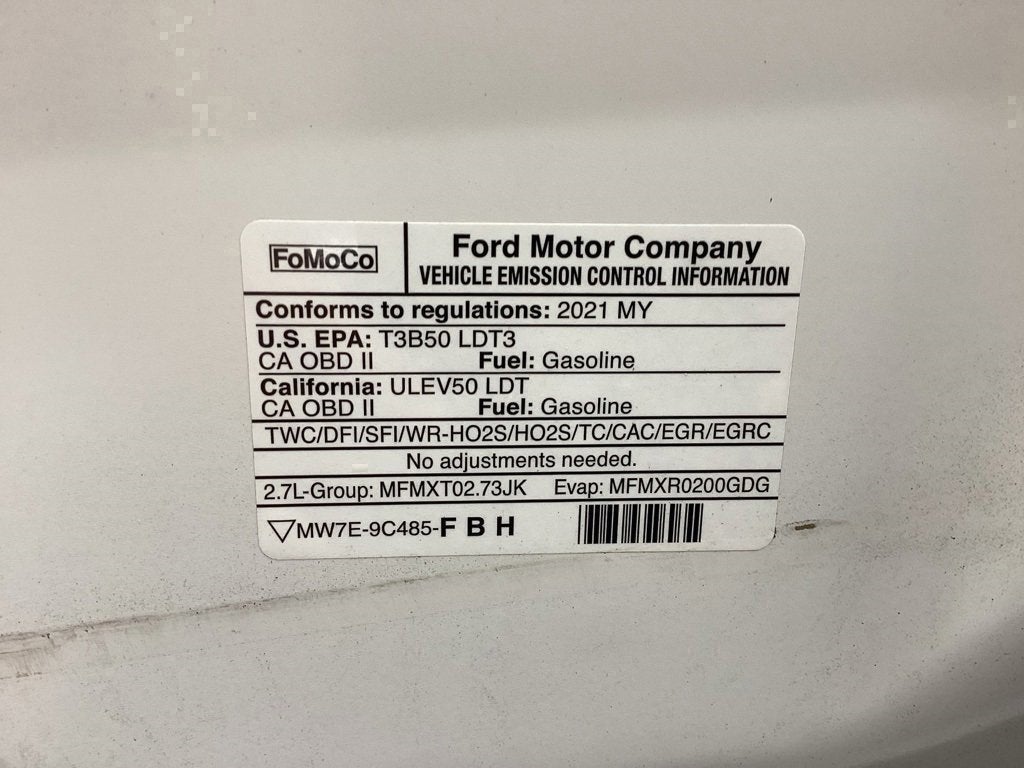 FoMoCo
Ford Motor Company
VEHICLE EMISSION CONTROL INFORMATION
Conforms to regulations: 2021 MY
U.S. EPA: T3B50 LDT3
CA OBD II Fuel: Gasoline
California: ULEV50 LDT
CA OBD II Fuel: Gasoline
TWC/DFI/SFI/WR-HO2S/HO2S/TC/CAC/EGR/EGRC
No adjustments needed.
2.7L-Group: MFMXT02.73JK Evap: MFMXR0200GDG
MW7E-9C485-F B H